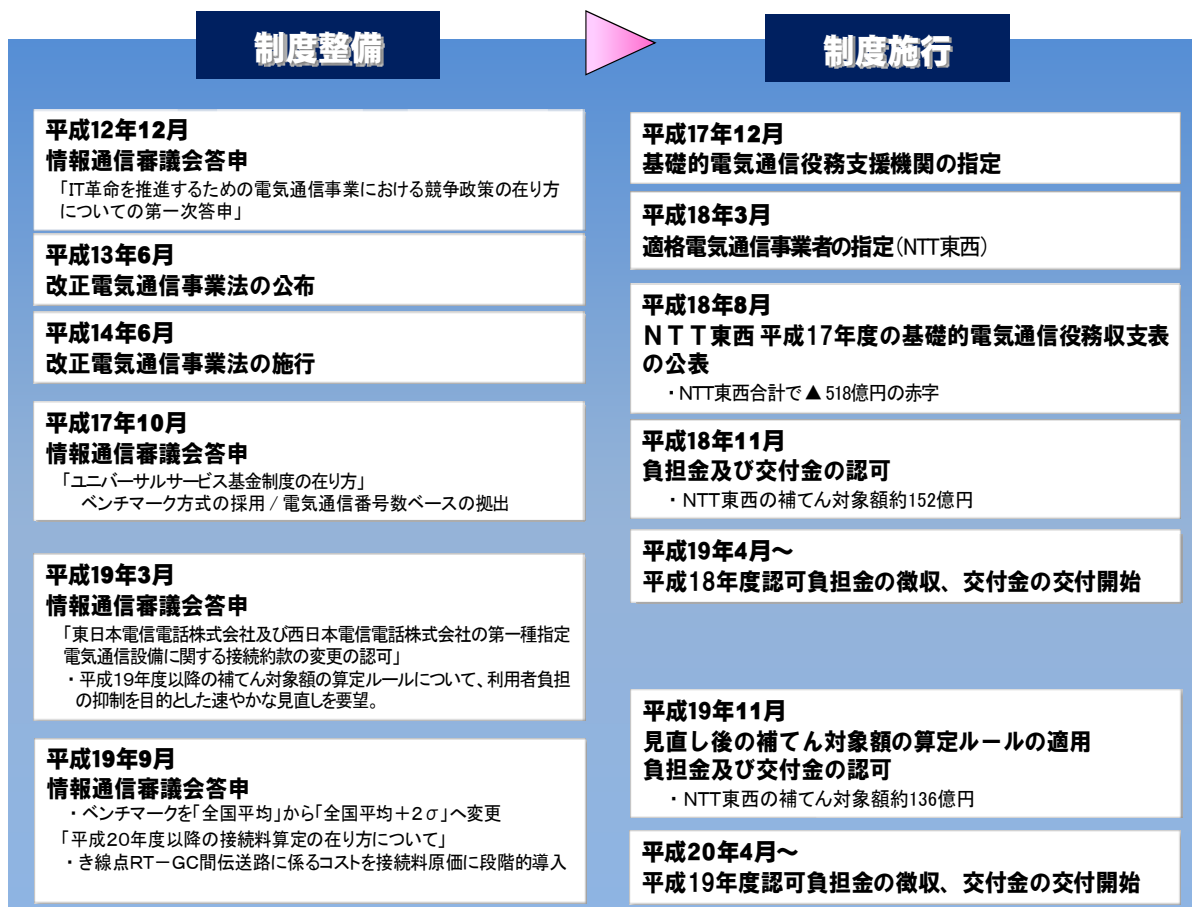 制度整備
制度施行
平成12年12月
情報通信審議会答申
「IT革命を推進するための電気通信事業における競争政策の在り方
についての第一次答申」
平成13年6月
改正電気通信事業法の公布
平成14年6月
改正電気通信事業法の施行
平成17年10月
情報通信審議会答申
「ユニバーサルサービス基金制度の在り方」
ベンチマーク方式の採用/電気通信番号数ベースの拠出
平成19年3月
情報通信審議会答申
「東日本電信電話株式会社及び西日本電信電話株式会社の第一種指定
電気通信設備に関する接続約款の変更の認可」
・平成19年度以降の補てん対象額の算定ルールについて、利用者負担
の抑制を目的とした速やかな見直しを要望。
平成19年9月
情報通信審議会答申
・ベンチマークを「全国平均」から「全国平均+2σ」へ変更
「平成20年度以降の接続料算定の在り方について」
・き線点RT-GC間伝送路に係るコストを接続料原価に段階的導入
平成17年12月
基礎的電気通信役務支援機関の指定
平成18年3月
適格電気通信事業者の指定(NTT東西)
平成18年8月
NTT東西 平成17年度の基礎的電気通信役務収支表
の公表
・NTT東西合計で▲518億円の赤字
平成18年11月
負担金及び交付金の認可
・NTT東西の補てん対象額約152億円
平成19年4月~
平成18年度認可負担金の徴収、交付金の交付開始
平成19年11月
見直し後の補てん対象額の算定ルールの適用
負担金及び交付金の認可
・NTT東西の補てん対象額約136億円
平成20年4月~
平成19年度認可負担金の徴収、交付金の交付開始